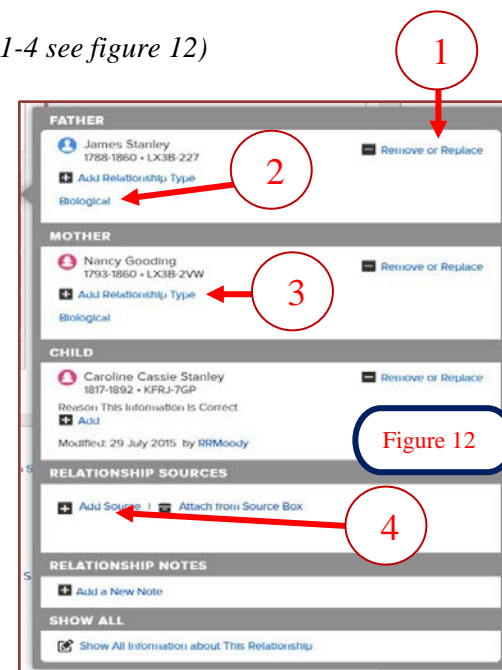 1-4 see figure 12)
1
FATHER
James Stanley
1788-1860 • LX3B-227
Remove or Replace
Add Relationship Type
2
Biological
MOTHER
Nancy Gooding
1793-1860 • LX3B-2VW
Remove or Replace
Add Relationship Type
3
Biological
CHILD
Caroline Cassie Stanley
1817-1892 • KFRJ-7GP
Remove or Replace
Reason This Information Is Correct
Add
Modified: 29 July 2015 by RRMoody
Figure 12
RELATIONSHIP SOURCES
Add Source | Attach from Source Box
4
RELATIONSHIP NOTES
Add a New Note
SHOW ALL
Show All Information about This Relationship